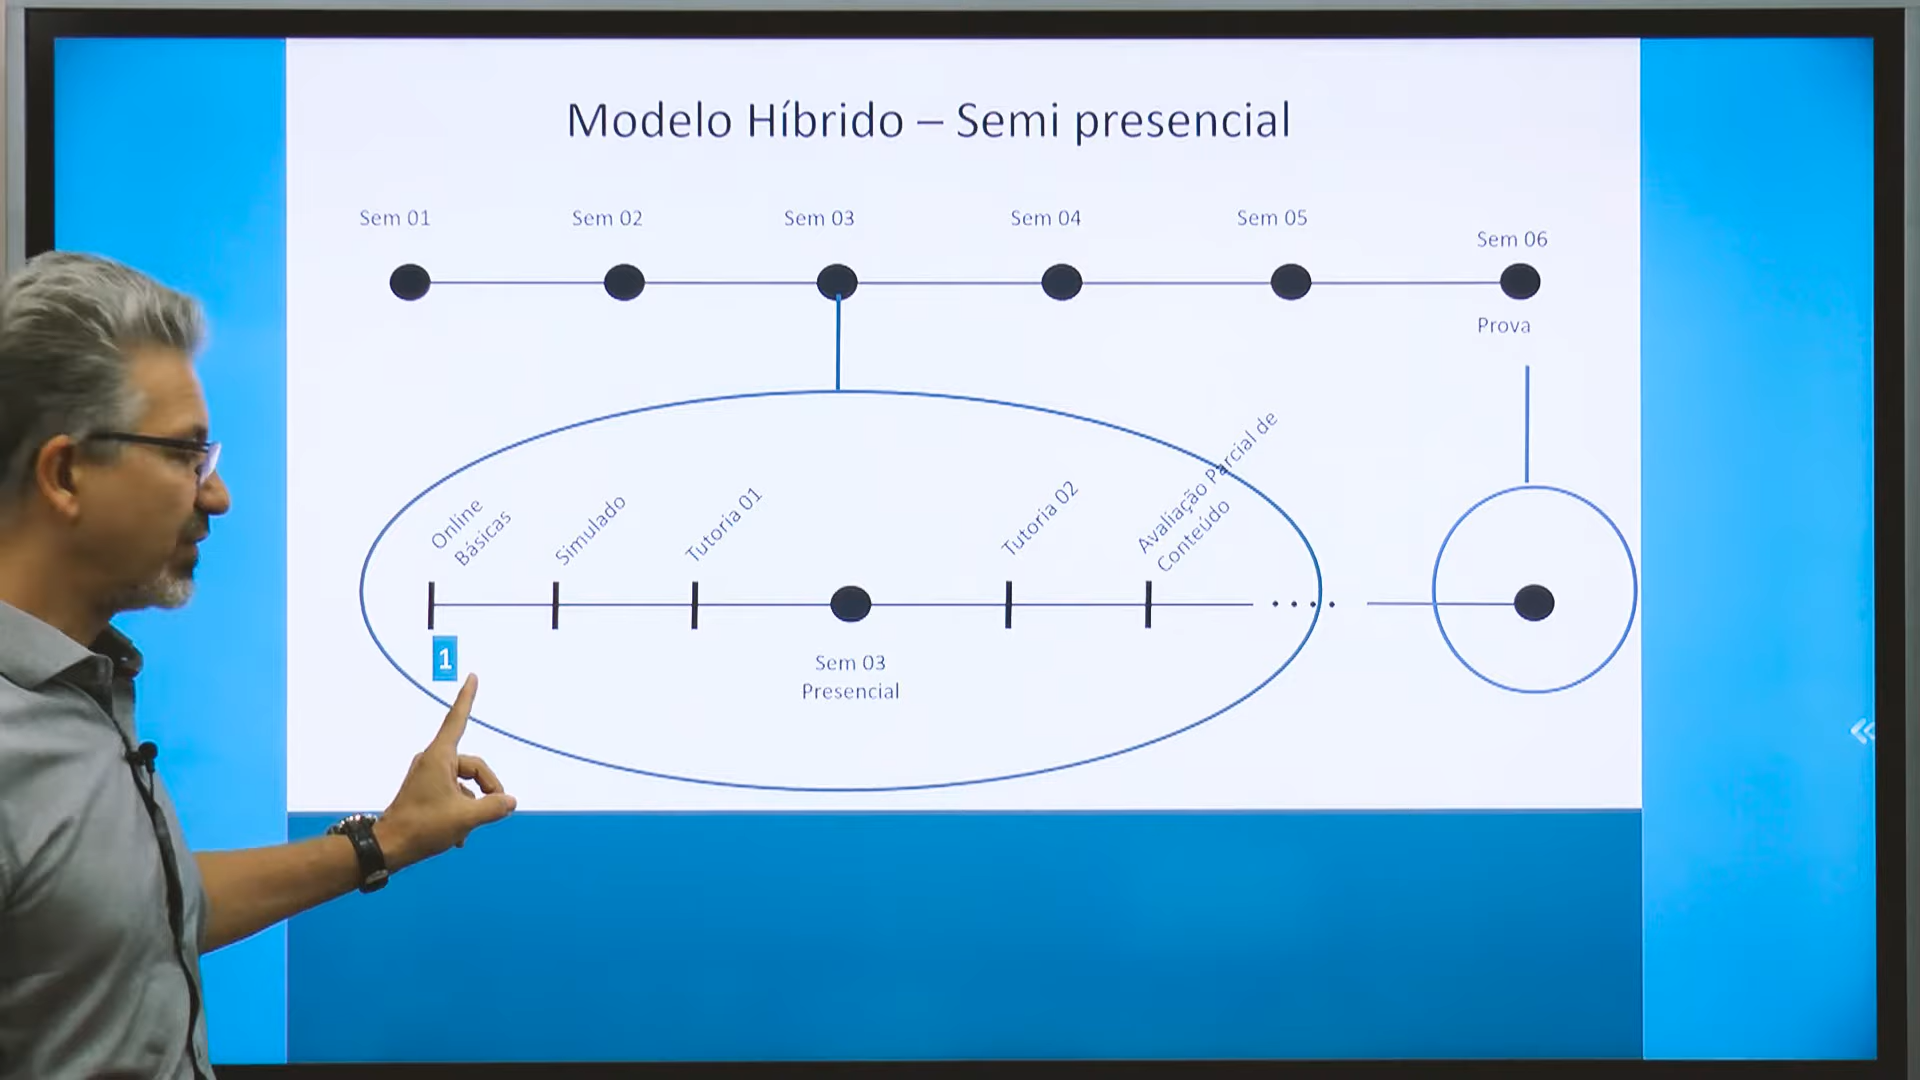 Modelo Híbrido – Semi presencial
Sem 01
Sem 02
Sem 03
Sem 04
Sem 05
Sem 06
Prova
Online
Básicas
Simulado
Tutoria 01
Tutoria 02
Avaliação Parcial de
Conteúdo
1
Sem 03
Presencial